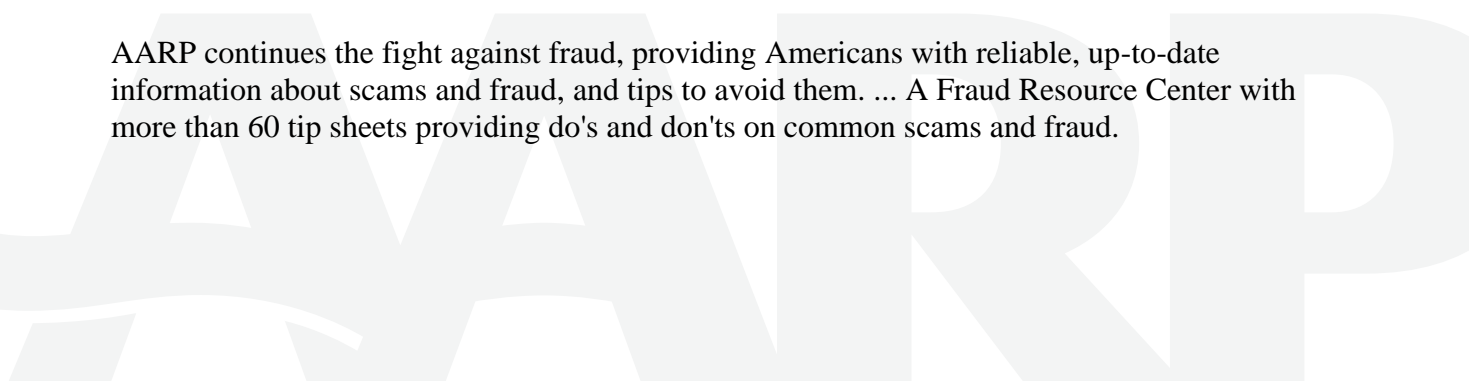 AARP continues the fight against fraud, providing Americans with reliable, up-to-date
information about scams and fraud, and tips to avoid them. ... A Fraud Resource Center with
more than 60 tip sheets providing do's and don'ts on common scams and fraud.
AARP